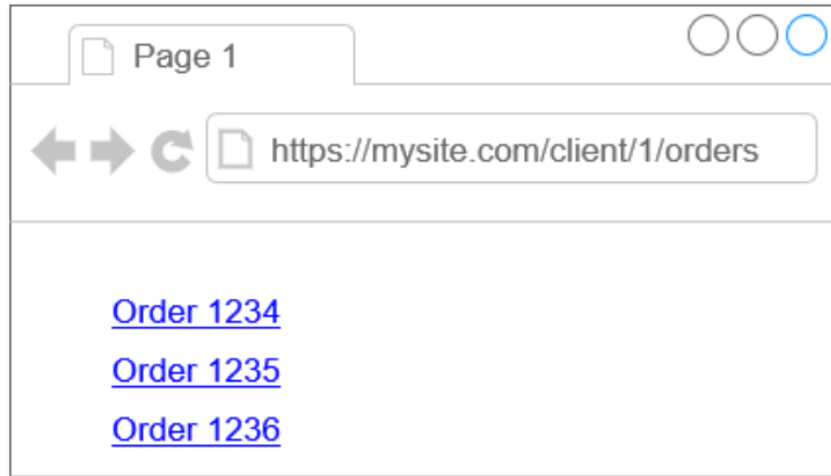 Page 1
https://mysite.com/client/1/orders
Order 1234
Order 1235
Order 1236